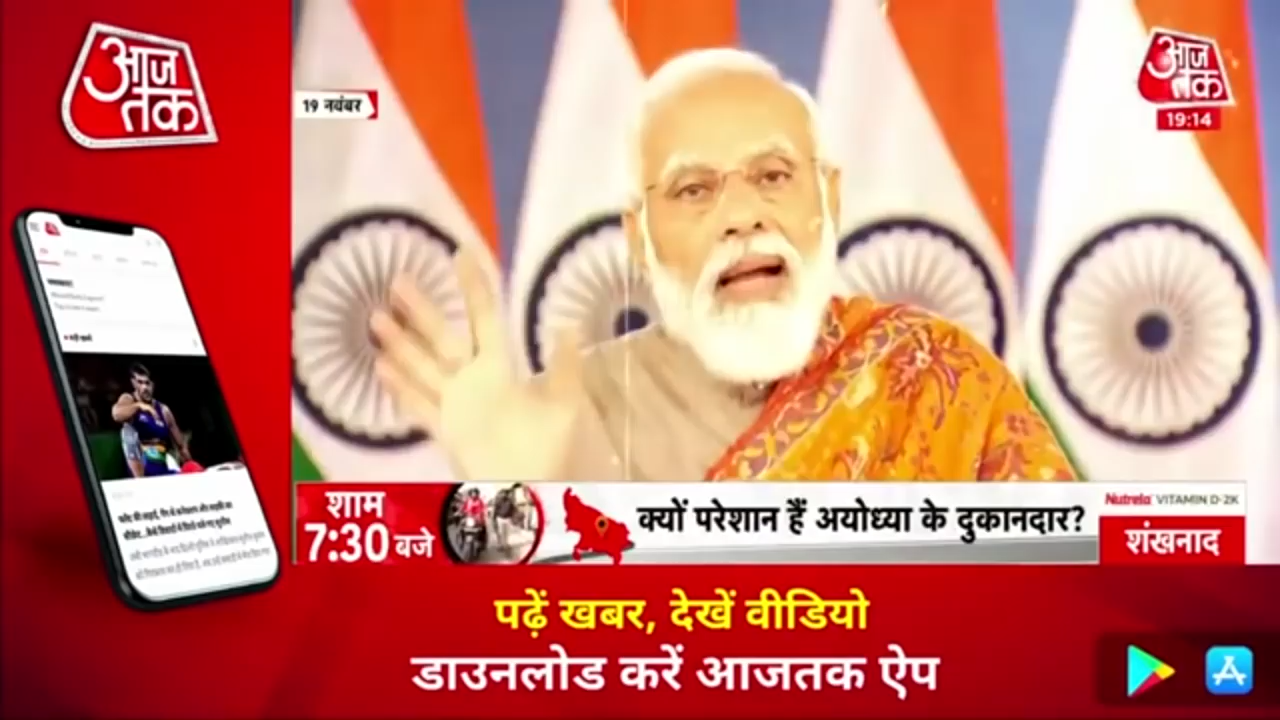 आज
तक
19 नवंबर
आज
तक
19:14
शाम
7:30 बजे
क्यों परेशान हैं अयोध्या के दुकानदार?
Nutrela VITAMIN D-2K
शंखनाद
पढ़ें खबर, देखें वीडियो
डाउनलोड करें आजतक ऐप